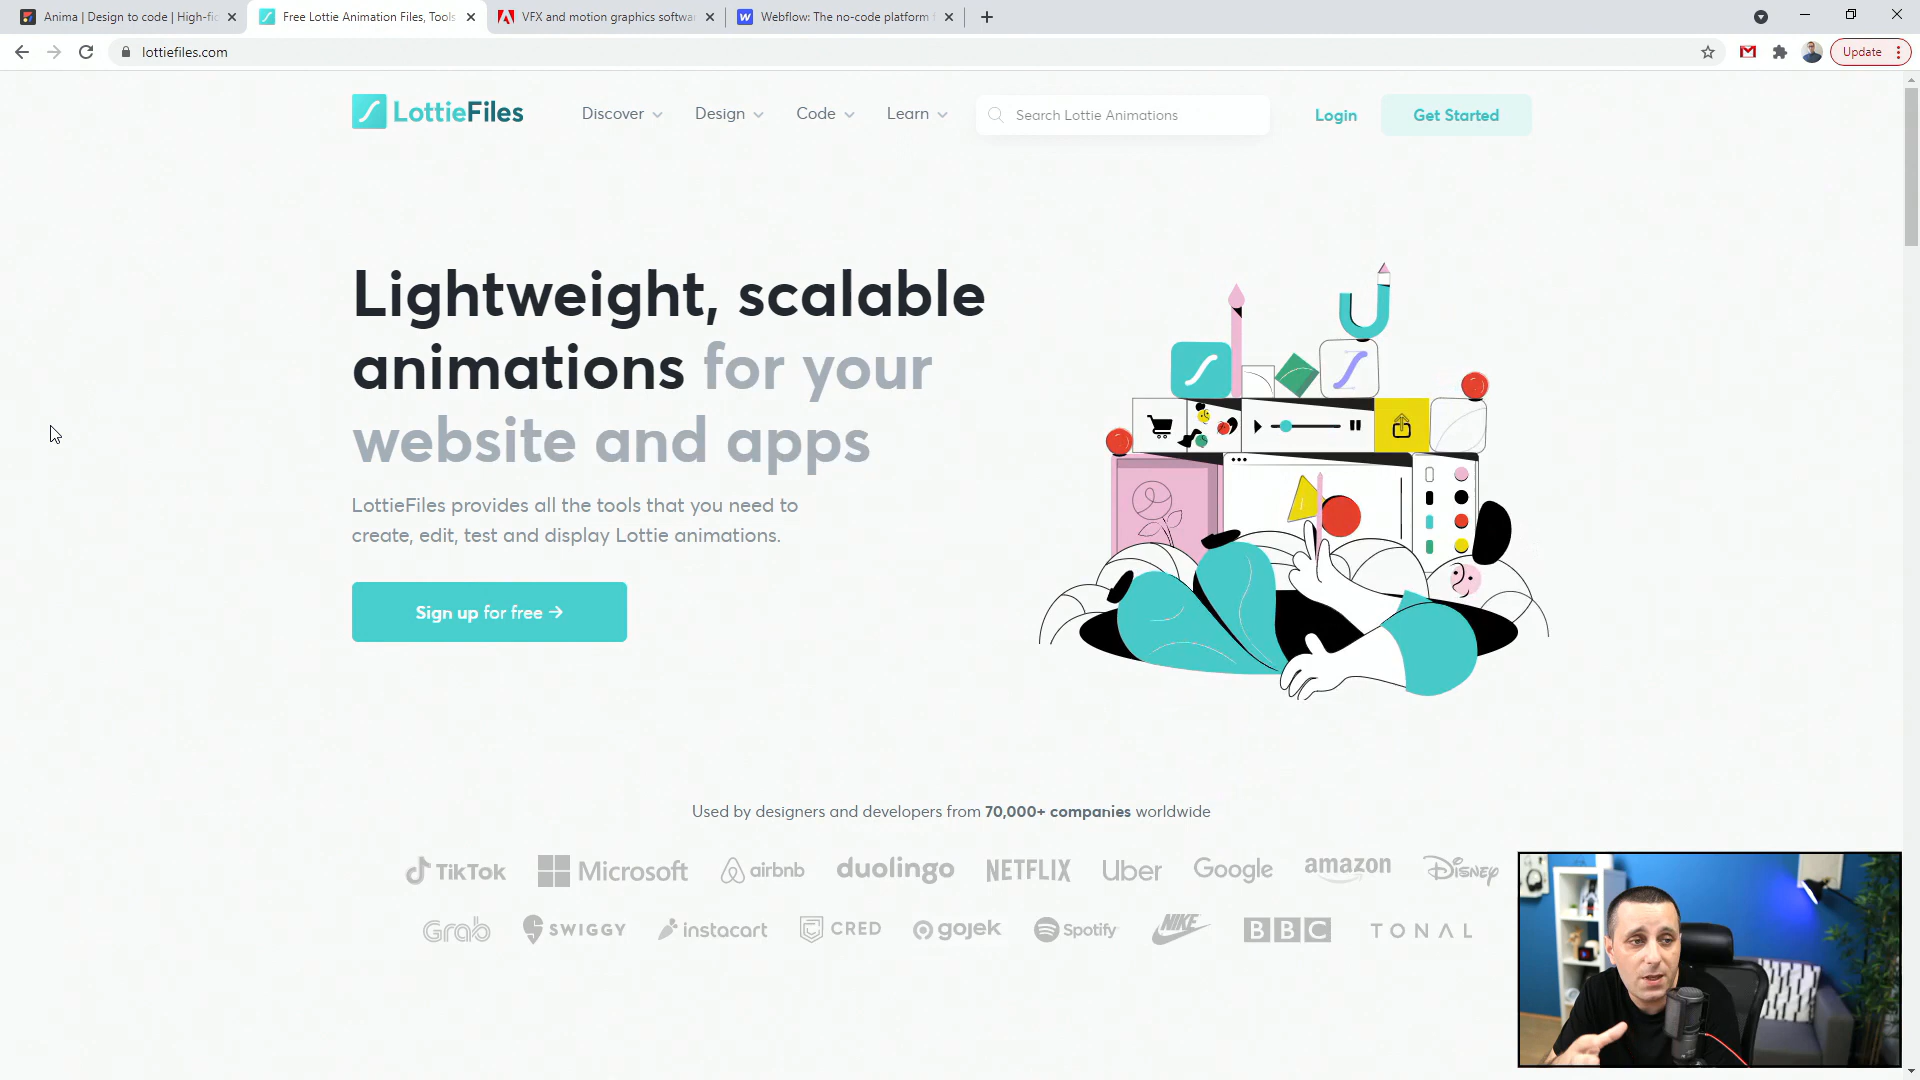 Anima | Design to code | High-fi
Free Lottie Animation Files, Tools
VFX and motion graphics softwa
Webflow: The no-code platform f
lottiefiles.com
Update
LottieFiles
Discover
Design
Code
Learn
Search Lottie Animations
Login
Get Started
Lightweight, scalable
animations for your
website and apps
LottieFiles provides all the tools that you need to
create, edit, test and display Lottie animations.
Sign up for free →
Used by designers and developers from 70,000+ companies worldwide
TikTok Microsoft airbnb duolingo NETFLIX Uber Google amazon DISNEY
Grab SWIGGY instacart CRED gojek Spotify NIKE BBC TONAL